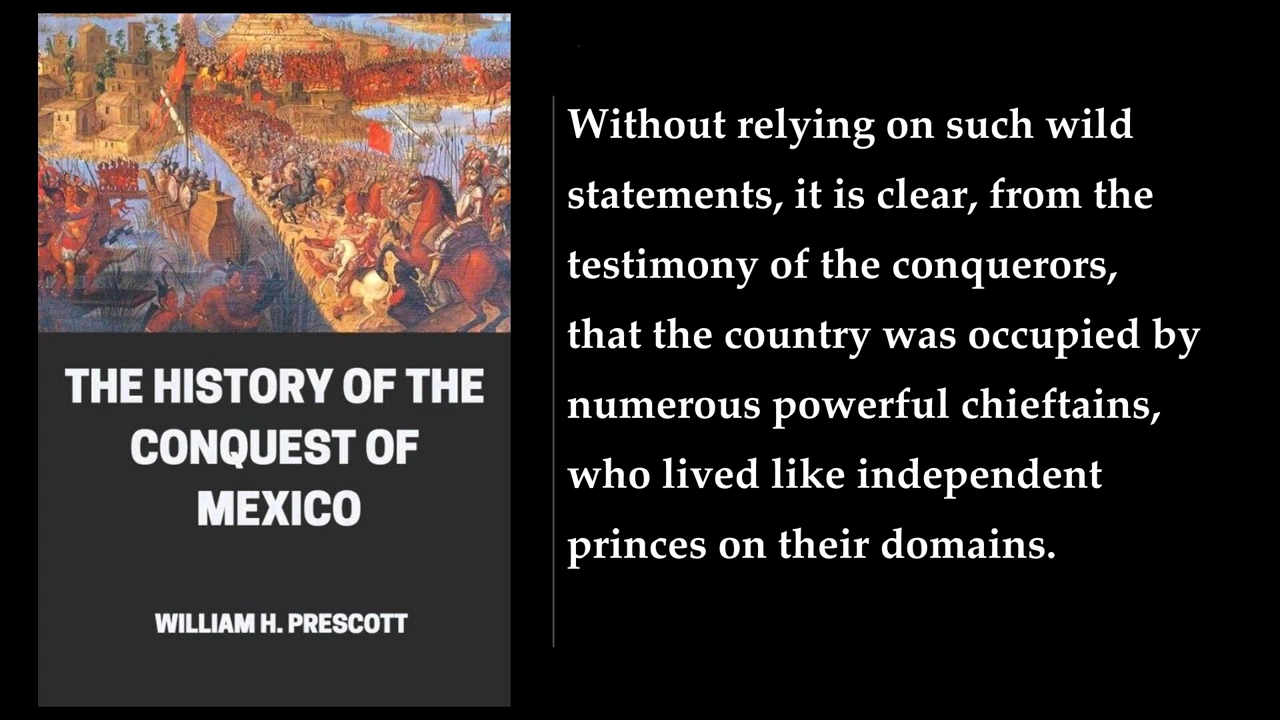 THE HISTORY OF THE
CONQUEST OF
MEXICO
WILLIAM H. PRESCOTT
Without relying on such wild
statements, it is clear, from the
testimony of the conquerors,
that the country was occupied by
numerous powerful chieftains,
who lived like independent
princes on their domains.